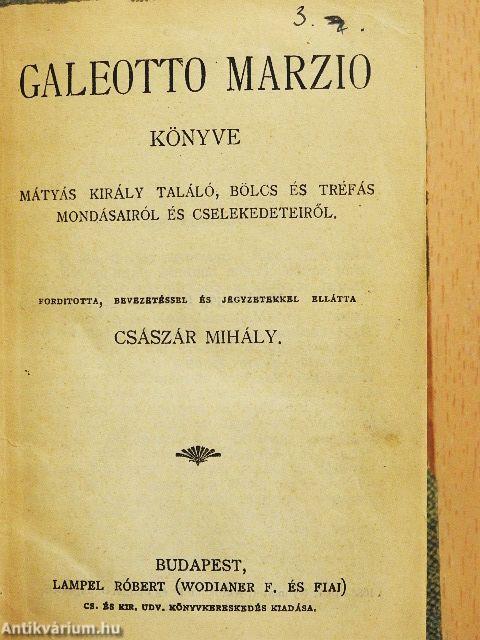 3.
GALEOTTO MARZIO
KÖNYVE
MÁTYÁS KIRÁLY TALÁLÓ, BÖLCS ÉS TRÉFÁS
MONDÁSAIRÓL ÉS CSELEKEDETEIRŐL.
FORDITOTTA, BEVEZETÉSSEL ÉS JEGYZETEKKEL ELLÁTTA
CSÁSZÁR MIHÁLY.
BUDAPEST,
LAMPEL RÓBERT (WODIANER F. ÉS FIAI)
CS. ÉS KIR. UDV. KÖNYVKERESKEDÉS KIADÁSA.
Antikvárium.hu